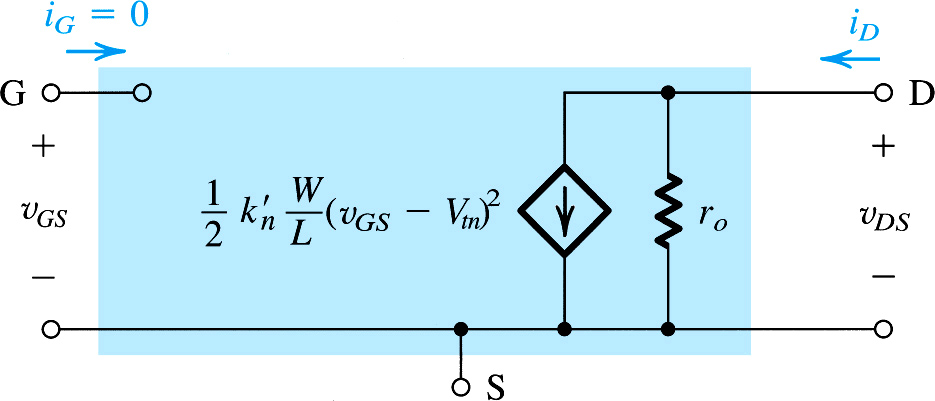 i_G = 0
i_D
G
D
+
+
v_GS
1/2 k'_n W/L (v_GS − V_tn)^2
r_o
v_DS
−
−
S